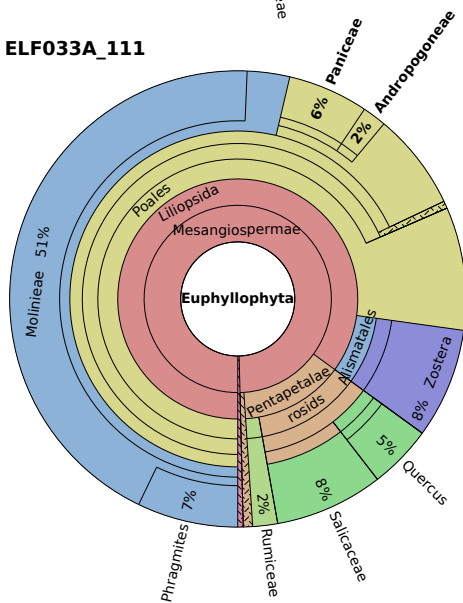 eae
ELF033A_111
Paniceae
6%
Andropogoneae
2%
Poales
Liliopsida
Mesangiospermae
Euphyllophyta
Molinieae 51%
Alismatales
8% Zostera
Pentapetalae
rosids
5%
Quercus
8%
Salicaceae
2%
Rumiceae
7%
Phragmites